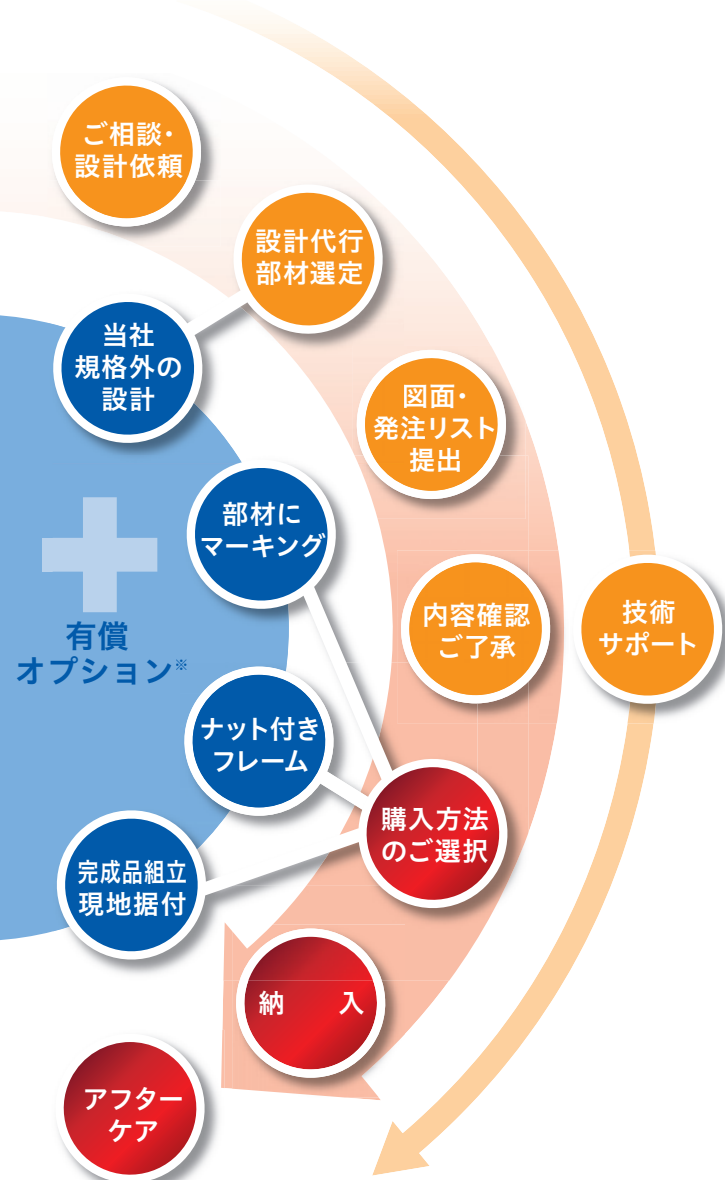 ご相談・
設計依頼
設計代行
部材選定
当社
規格外の
設計
図面・
発注リスト
提出
部材に
マーキング
有償
オプション※
内容確認
ご了承
技術
サポート
ナット付き
フレーム
購入方法
のご選択
完成品組立
現地据付
納　入
アフター
ケア